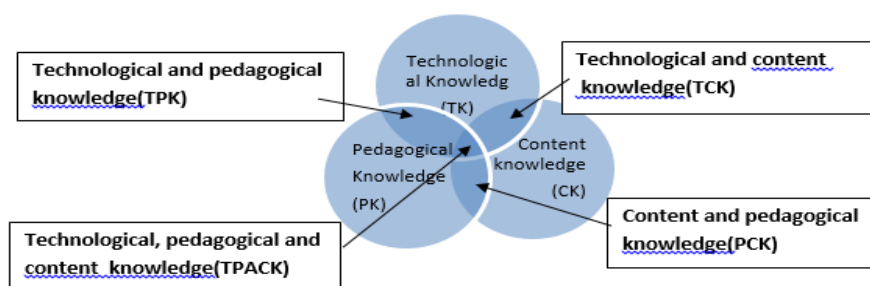 Technological and pedagogical
knowledge(TPK)
Technologic
al Knowledg
(TK)
Technological and content
knowledge(TCK)
Pedagogical
Knowledge
(PK)
Content
knowledge
(CK)
Technological, pedagogical and
content knowledge(TPACK)
Content and pedagogical
knowledge(PCK)